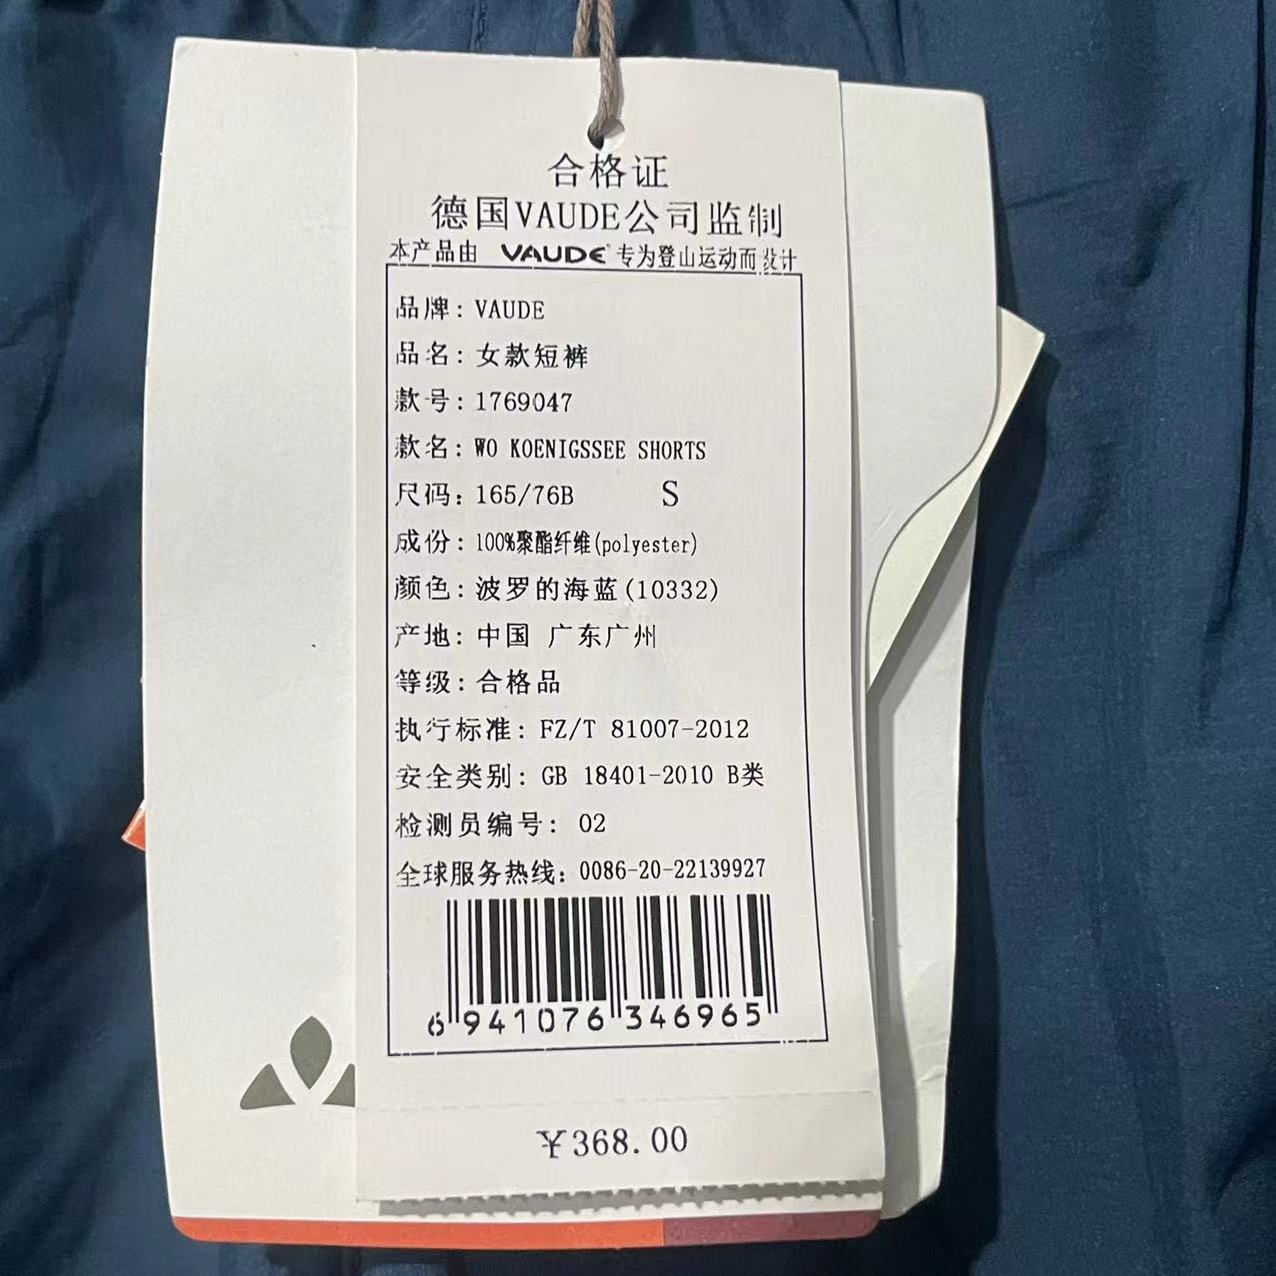 合格证
德国VAUDE公司监制
本产品由 VAUDE 专为登山运动而设计
品牌: VAUDE
品名: 女款短裤
款号: 1769047
款名: WO KOENIGSSEE SHORTS
尺码: 165/76B S
成份: 100%聚酯纤维(polyester)
颜色: 波罗的海蓝(10332)
产地: 中国 广东广州
等级: 合格品
执行标准: FZ/T 81007-2012
安全类别: GB 18401-2010 B类
检测员编号: 02
全球服务热线: 0086-20-22139927
6 941076 346965
¥368.00